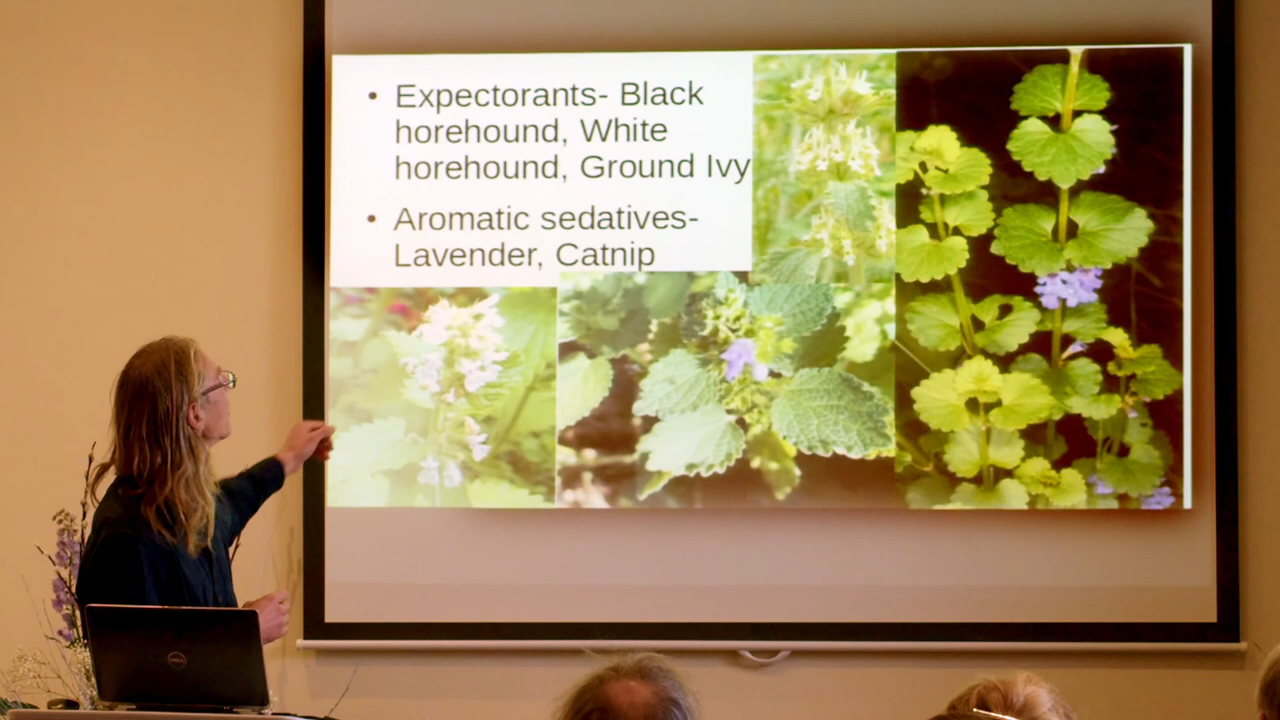 • Expectorants- Black
horehound, White
horehound, Ground Ivy
• Aromatic sedatives-
Lavender, Catnip
DELL